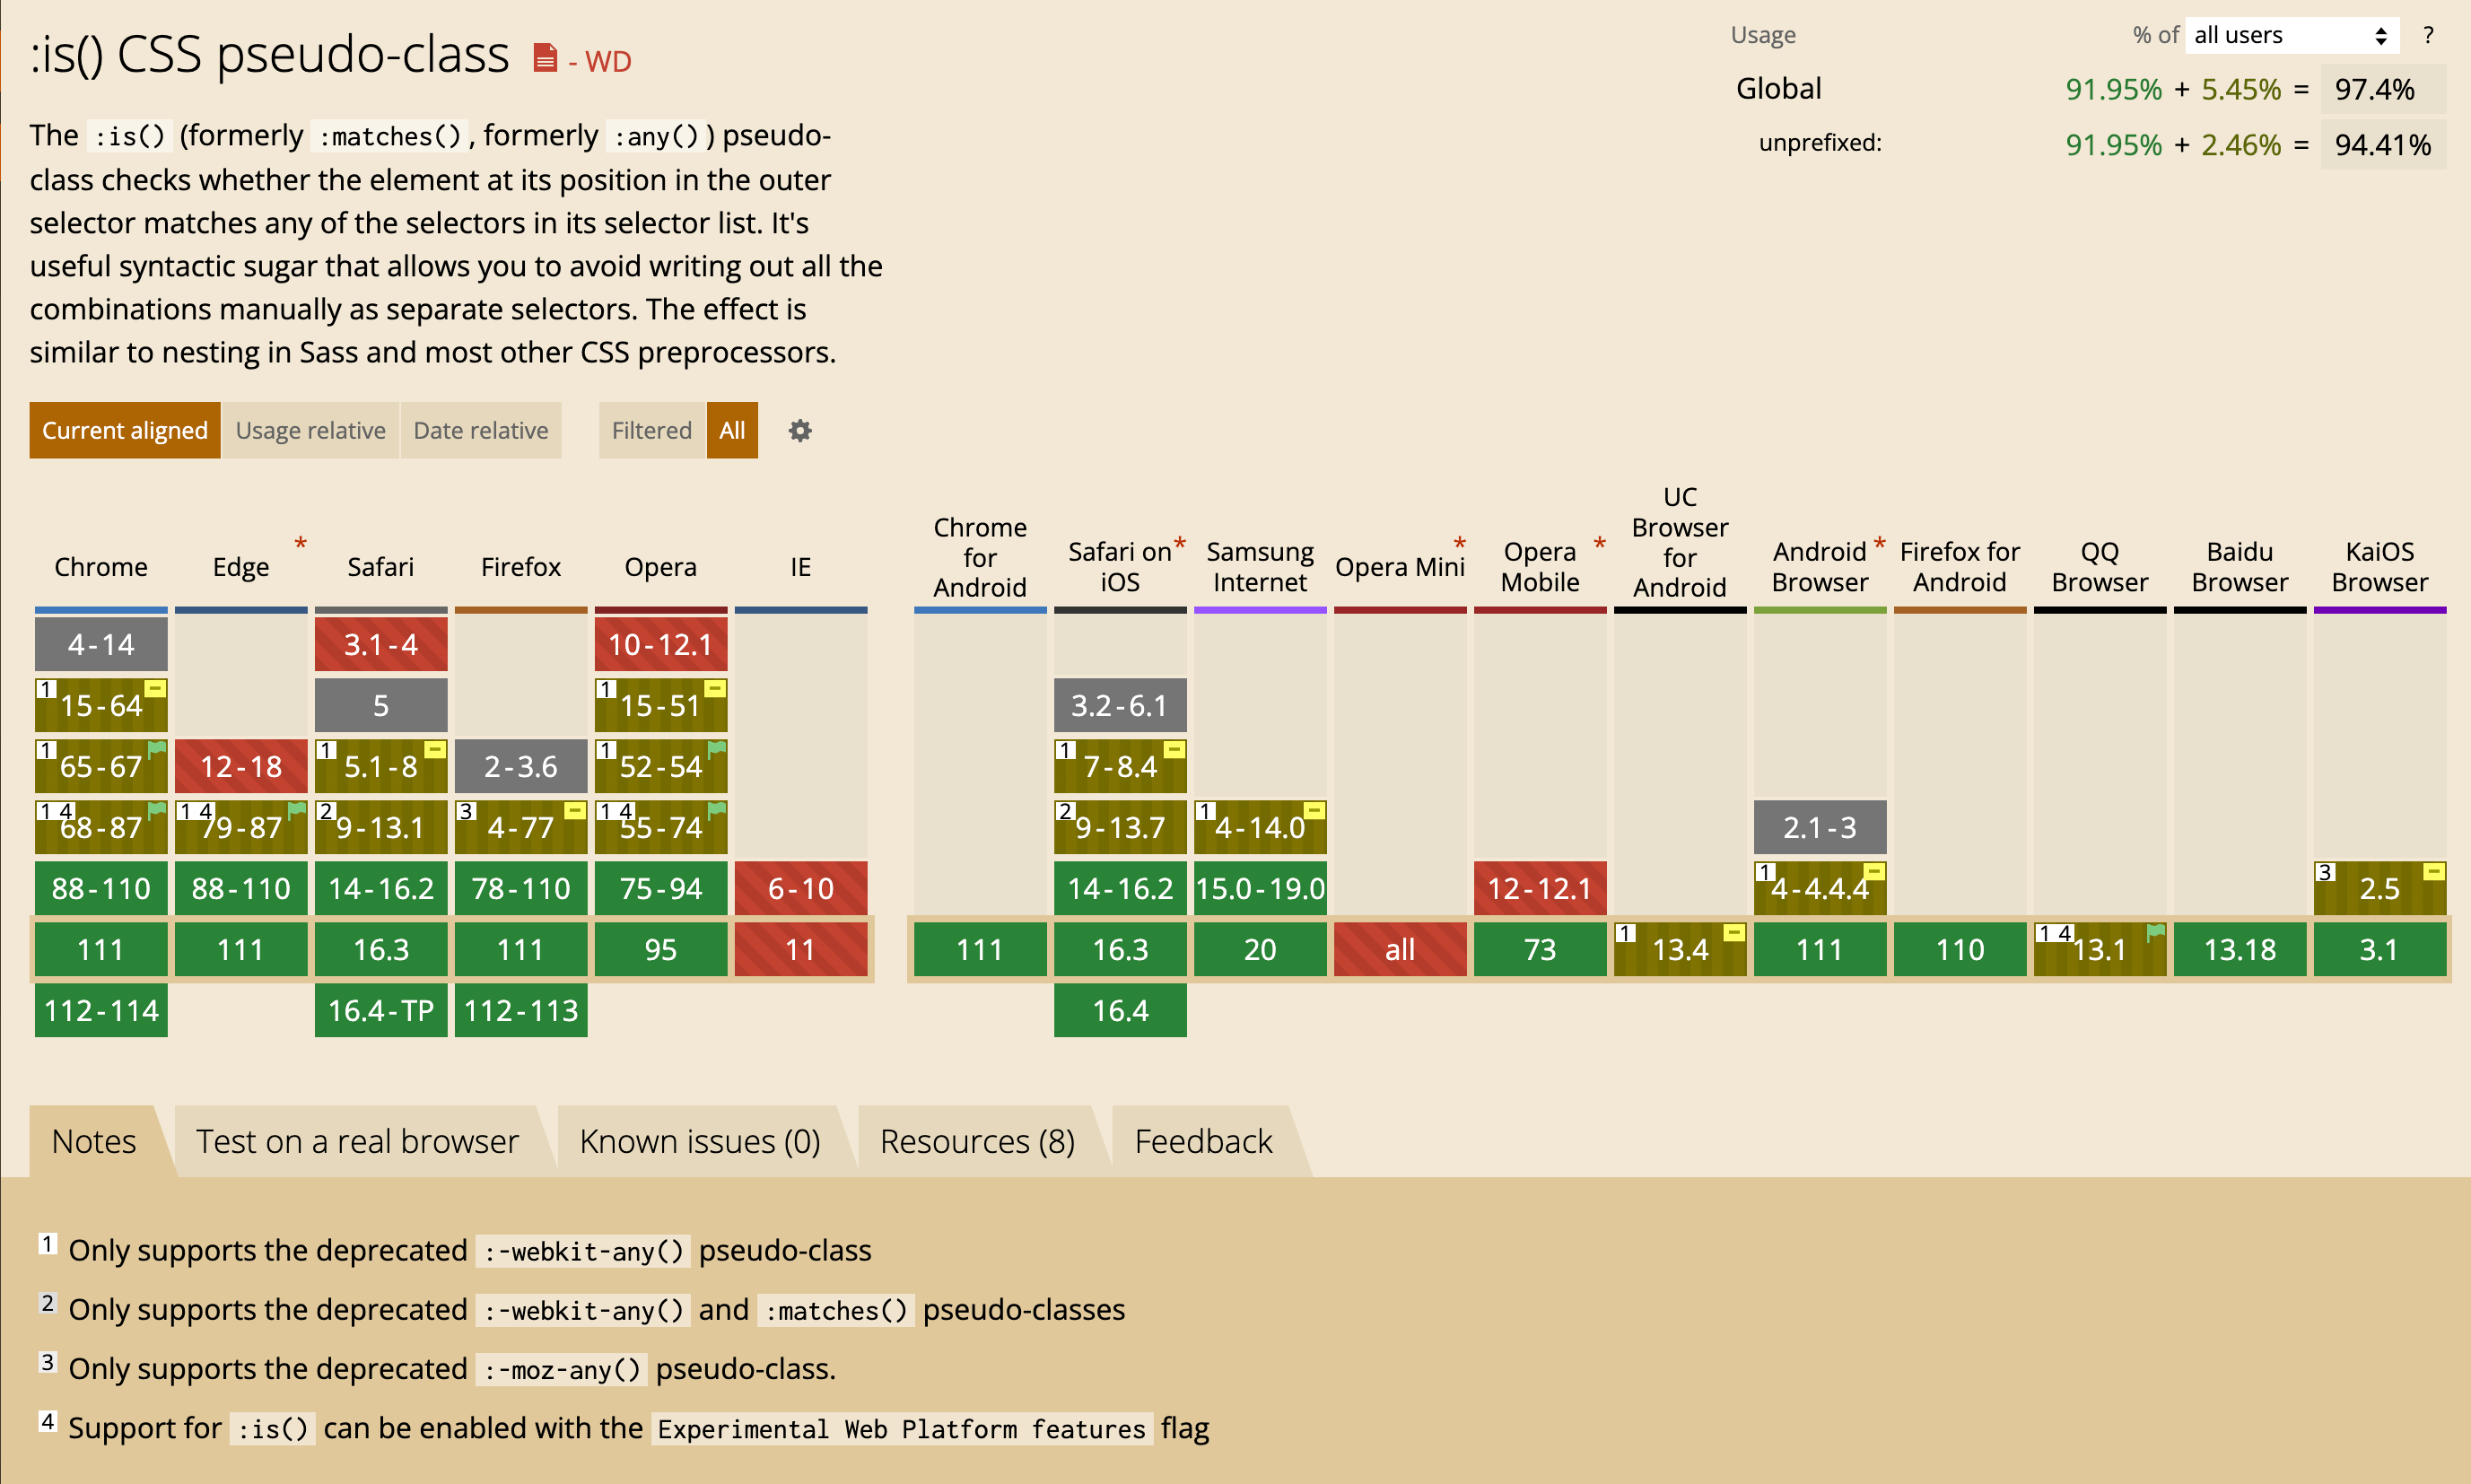 :is() CSS pseudo-class - WD
Usage % of all users ?
Global 91.95% + 5.45% = 97.4%
unprefixed: 91.95% + 2.46% = 94.41%
The :is() (formerly :matches(), formerly :any()) pseudo-
class checks whether the element at its position in the outer
selector matches any of the selectors in its selector list. It's
useful syntactic sugar that allows you to avoid writing out all the
combinations manually as separate selectors. The effect is
similar to nesting in Sass and most other CSS preprocessors.
Current aligned Usage relative Date relative Filtered All
Chrome
4-14
1 15-64
1 65-67
1 4 68-87
88-110
111
112-114
Edge *
12-18
1 4 79-87
88-110
111
Safari
3.1-4
5
1 5.1-8
2 9-13.1
14-16.2
16.3
16.4-TP
Firefox
2-3.6
3 4-77
78-110
111
112-113
Opera
10-12.1
1 15-51
1 52-54
1 4 55-74
75-94
95
IE
6-10
11
Chrome
for
Android
111
Safari on *
iOS
3.2-6.1
1 7-8.4
2 9-13.7
14-16.2
16.3
16.4
Samsung
Internet
1 4-14.0
15.0-19.0
20
Opera Mini *
all
Opera *
Mobile
12-12.1
73
UC
Browser
for
Android
1 13.4
Android *
Browser
2.1-3
1 4-4.4.4
111
Firefox for
Android
110
QQ
Browser
1 4 13.1
Baidu
Browser
13.18
KaiOS
Browser
3 2.5
3.1
Notes Test on a real browser Known issues (0) Resources (8) Feedback
1 Only supports the deprecated :-webkit-any() pseudo-class
2 Only supports the deprecated :-webkit-any() and :matches() pseudo-classes
3 Only supports the deprecated :-moz-any() pseudo-class.
4 Support for :is() can be enabled with the Experimental Web Platform features flag